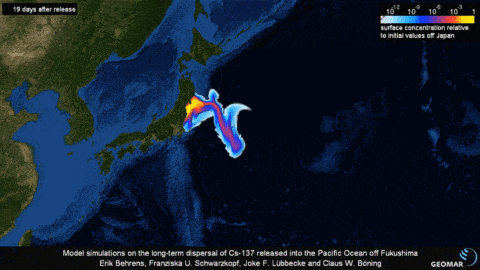 19 days after release
10^-12 10^-9 10^-6 10^-3 1
surface concentration relative
to initial values off Japan
Model simulations on the long-term dispersal of Cs-137 released into the Pacific Ocean off Fukushima
Erik Behrens, Franziska U. Schwarzkopf, Joke F. Lübbecke and Claus W. Böning
GEOMAR